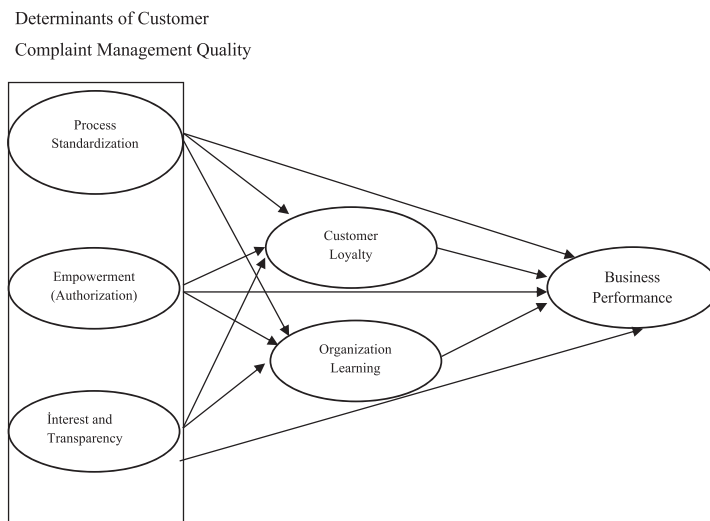 Determinants of Customer
Complaint Management Quality
Process
Standardization
Customer
Loyalty
Empowerment
(Authorization)
Business
Performance
Organization
Learning
İnterest and
Transparency